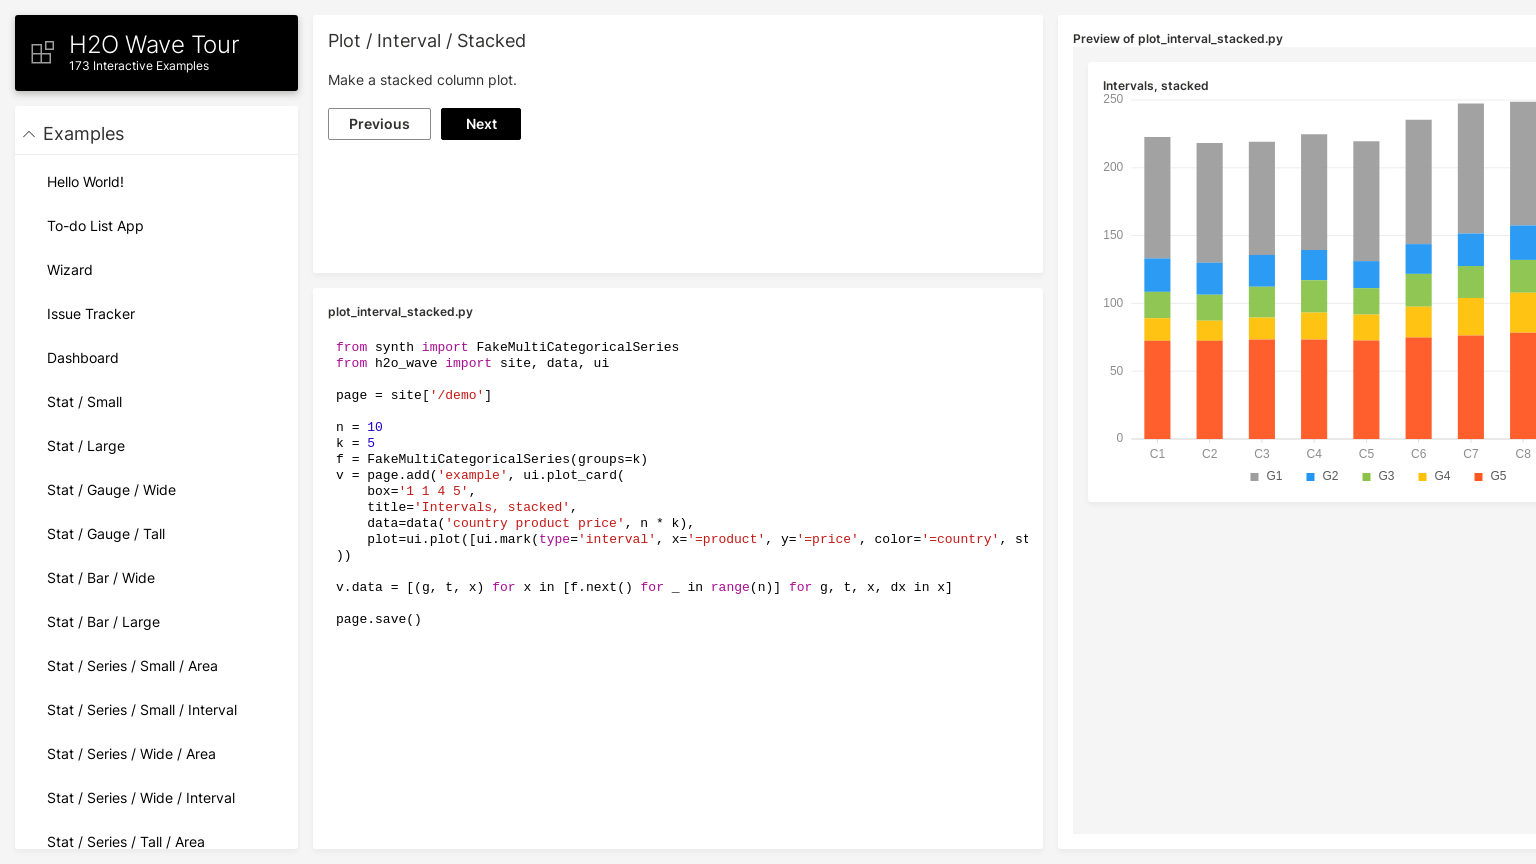 H2O Wave Tour
173 Interactive Examples
Examples
Hello World!
To-do List App
Wizard
Issue Tracker
Dashboard
Stat / Small
Stat / Large
Stat / Gauge / Wide
Stat / Gauge / Tall
Stat / Bar / Wide
Stat / Bar / Large
Stat / Series / Small / Area
Stat / Series / Small / Interval
Stat / Series / Wide / Area
Stat / Series / Wide / Interval
Stat / Series / Tall / Area
Plot / Interval / Stacked
Make a stacked column plot.
Previous Next
plot_interval_stacked.py
from synth import FakeMultiCategoricalSeries
from h2o_wave import site, data, ui
page = site['/demo']
n = 10
k = 5
f = FakeMultiCategoricalSeries(groups=k)
v = page.add('example', ui.plot_card(
    box='1 1 4 5',
    title='Intervals, stacked',
    data=data('country product price', n * k),
    plot=ui.plot([ui.mark(type='interval', x='=product', y='=price', color='=country', st
))
v.data = [(g, t, x) for x in [f.next() for _ in range(n)] for g, t, x, dx in x]
page.save()
Preview of plot_interval_stacked.py
Intervals, stacked
250
200
150
100
50
0
C1 C2 C3 C4 C5 C6 C7 C8
G1 G2 G3 G4 G5